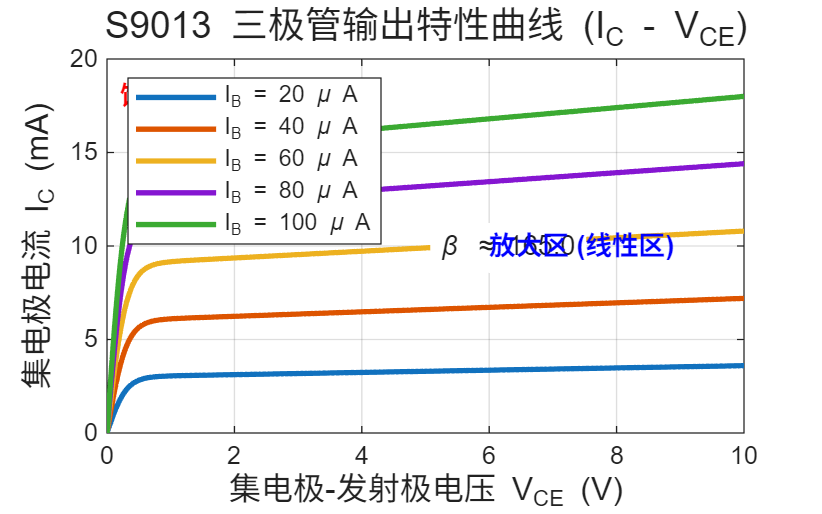 S9013 三极管输出特性曲线 (I_C - V_CE)
20
15
10
5
0
集电极电流 I_C (mA)
I_B = 20 μ A
I_B = 40 μ A
I_B = 60 μ A
I_B = 80 μ A
I_B = 100 μ A
β ≈
放大区 (线性区)
0
2
4
6
8
10
集电极-发射极电压 V_CE (V)